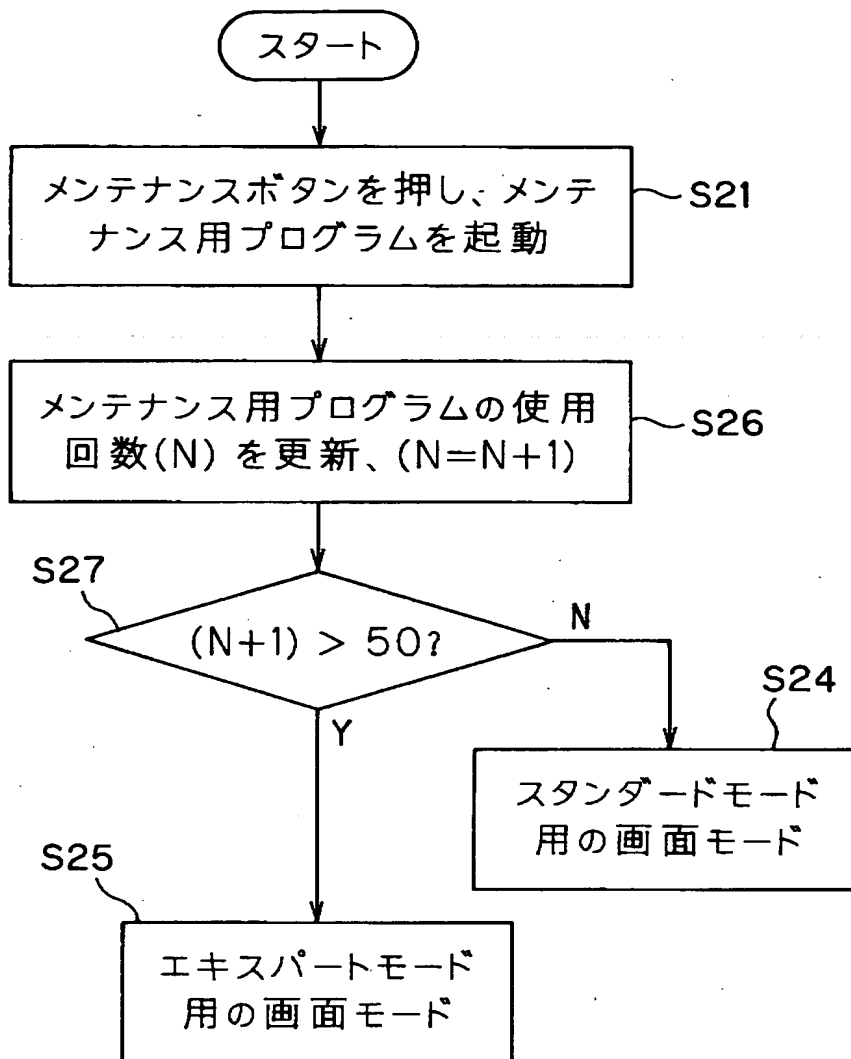 スタート
メンテナンスボタンを押し、メンテ
ナンス用プログラムを起動
S21
メンテナンス用プログラムの使用
回数(N)を更新、(N=N+1)
S26
S27
(N+1) > 50?
N
Y
S24
スタンダードモード
用の画面モード
S25
エキスパートモード
用の画面モード